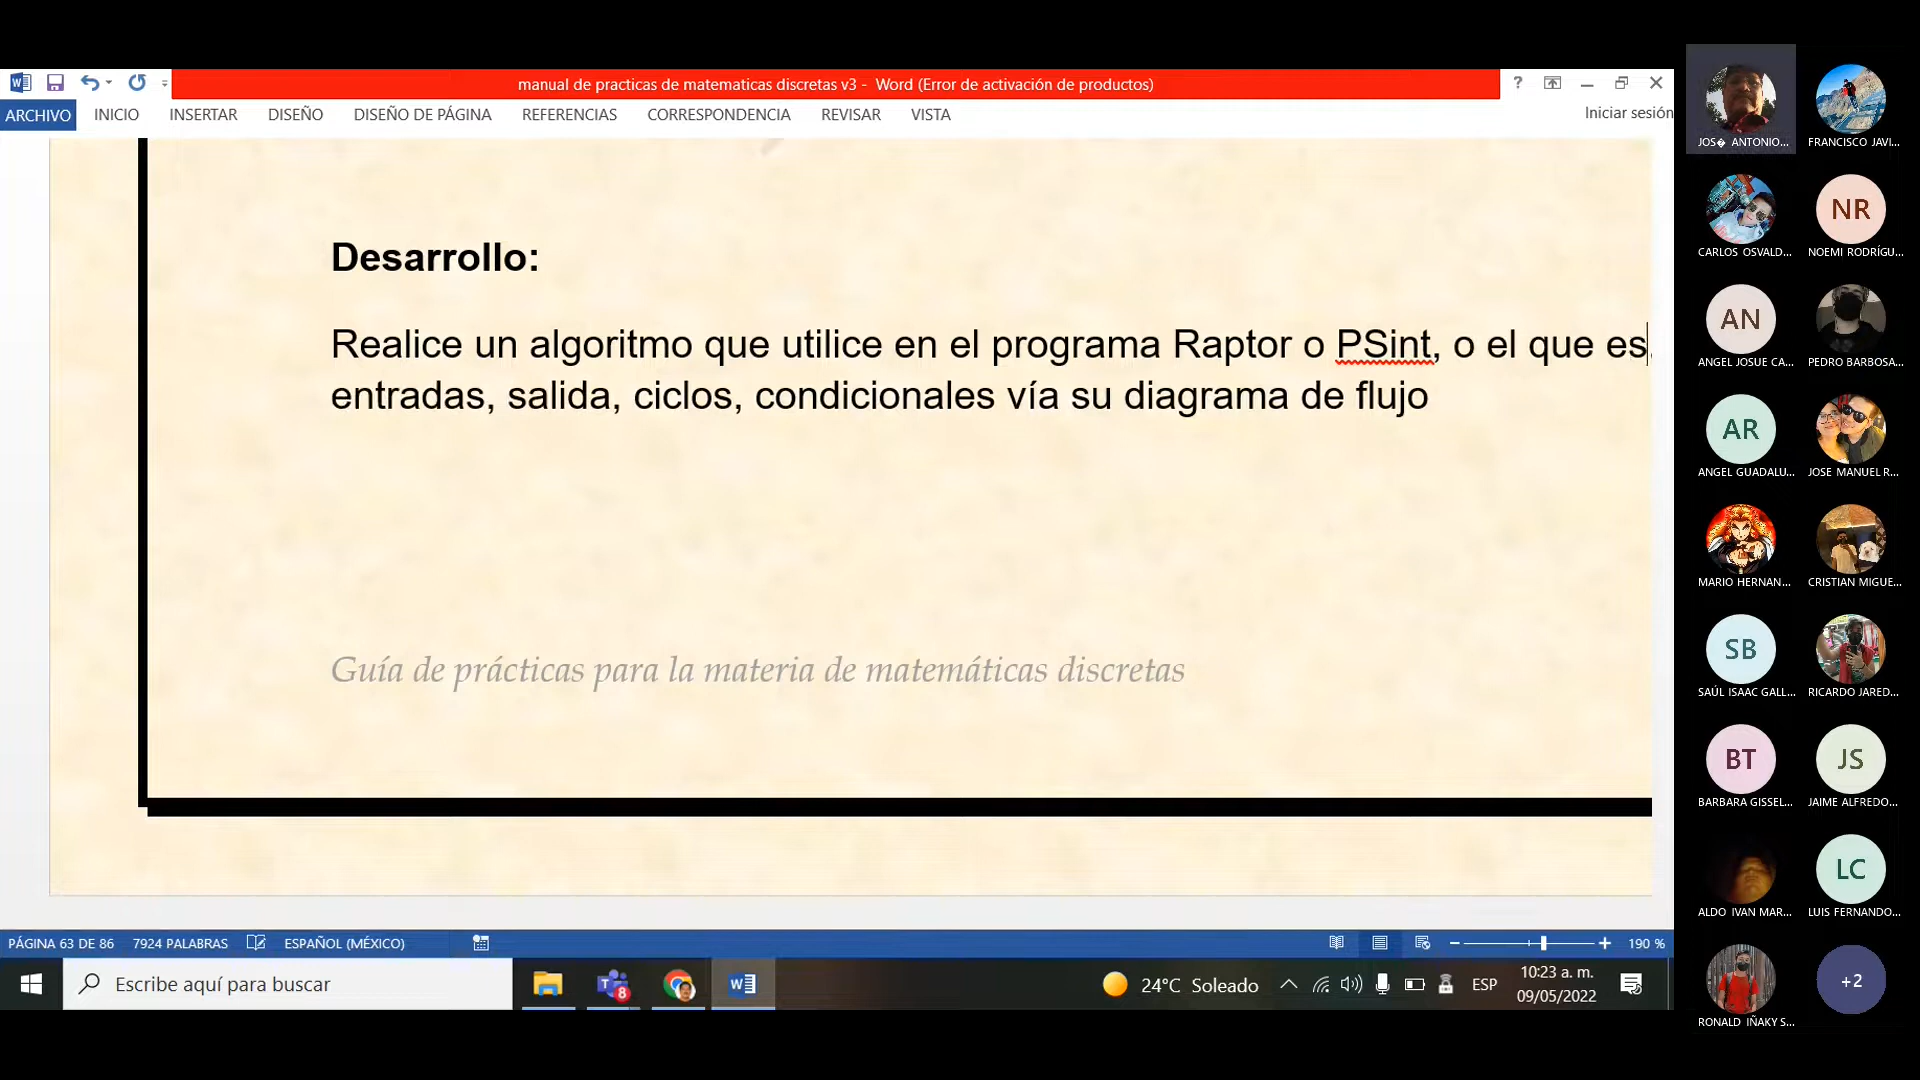 manual de practicas de matematicas discretas v3 - Word (Error de activación de productos)
?
ARCHIVO INICIO INSERTAR DISEÑO DISEÑO DE PÁGINA REFERENCIAS CORRESPONDENCIA REVISAR VISTA
Iniciar sesión
Desarrollo:
Realice un algoritmo que utilice en el programa Raptor o PSint, o el que es
entradas, salida, ciclos, condicionales vía su diagrama de flujo
Guía de prácticas para la materia de matemáticas discretas
PÁGINA 63 DE 86 7924 PALABRAS ESPAÑOL (MÉXICO) 190 %
Escribe aquí para buscar
8
24°C Soleado
ESP
10:23 a. m.
09/05/2022
JOS� ANTONIO... FRANCISCO JAVI...
NR
CARLOS OSVALD... NOEMI RODRÍGU...
AN
ANGEL JOSUE CA... PEDRO BARBOSA...
AR
ANGEL GUADALU... JOSE MANUEL R...
MARIO HERNAN... CRISTIAN MIGUE...
SB
SAÚL ISAAC GALL... RICARDO JARED...
BT JS
BARBARA GISSEL... JAIME ALFREDO...
LC
ALDO IVAN MAR... LUIS FERNANDO...
+2
RONALD IÑAKY S...